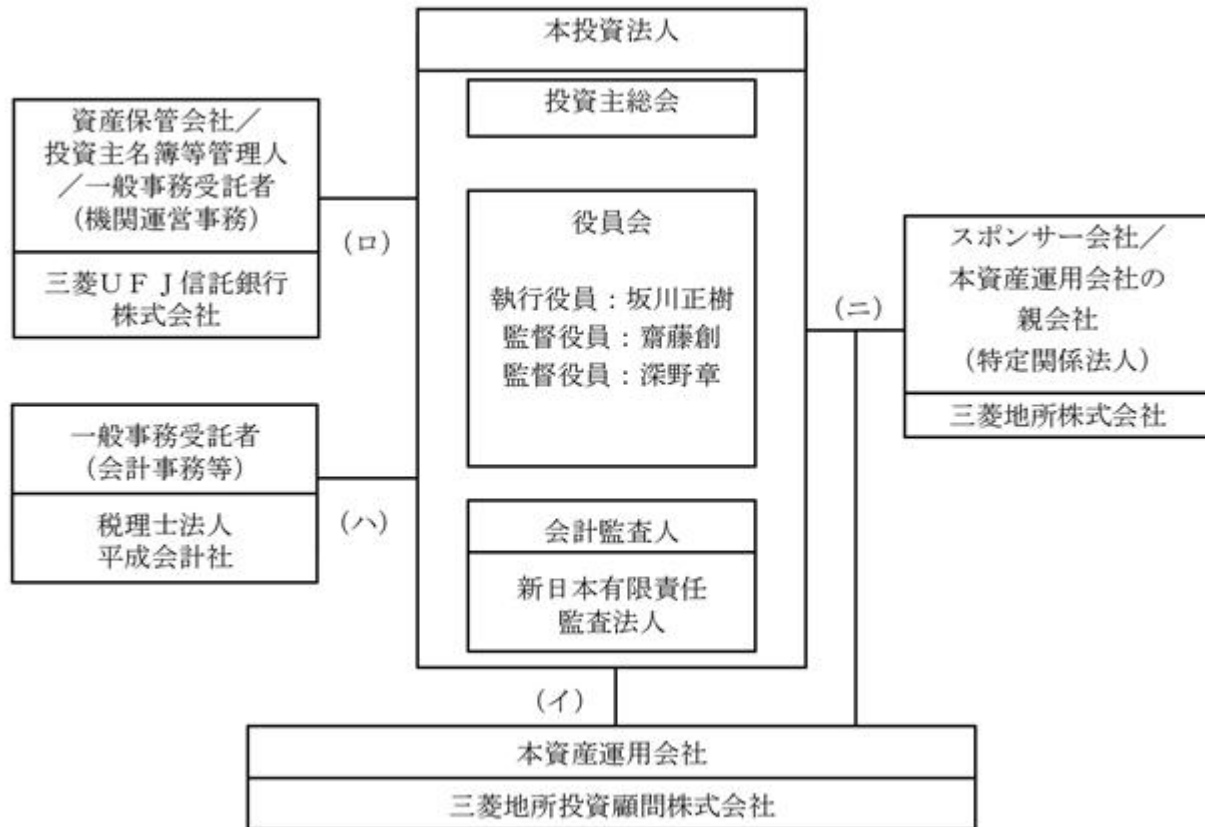 本投資法人
投資主総会
役員会
執行役員：坂川正樹
監督役員：齋藤創
監督役員：深野章
会計監査人
新日本有限責任
監査法人
資産保管会社／
投資主名簿等管理人
／一般事務受託者
（機関運営事務）
三菱ＵＦＪ信託銀行
株式会社
（ロ）
一般事務受託者
（会計事務等）
税理士法人
平成会計社
（ハ）
スポンサー会社／
本資産運用会社の
親会社
（特定関係法人）
三菱地所株式会社
（ニ）
（イ）
本資産運用会社
三菱地所投資顧問株式会社